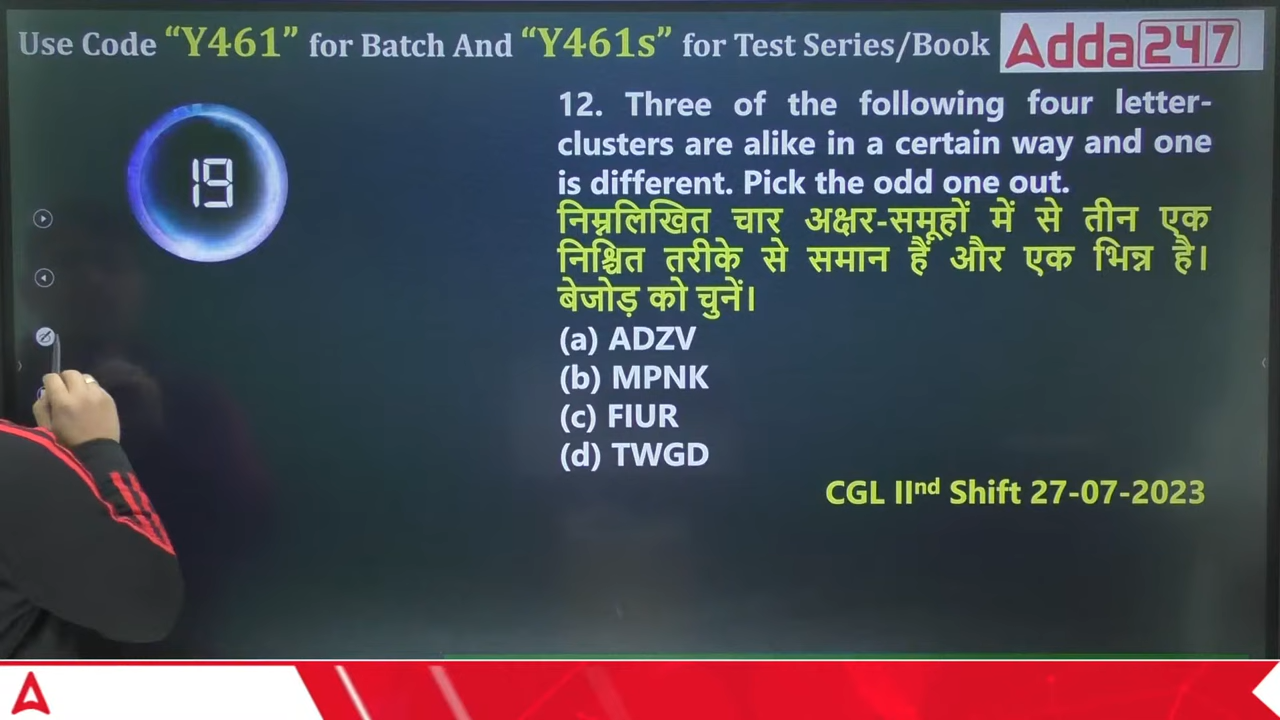 Use Code “Y461” for Batch And “Y461s” for Test Series/Book
Adda247
19
12. Three of the following four letter-
clusters are alike in a certain way and one
is different. Pick the odd one out.
निम्नलिखित चार अक्षर-समूहों में से तीन एक
निश्चित तरीके से समान हैं और एक भिन्न है।
बेजोड़ को चुनें।
(a) ADZV
(b) MPNK
(c) FIUR
(d) TWGD
CGL IInd Shift 27-07-2023